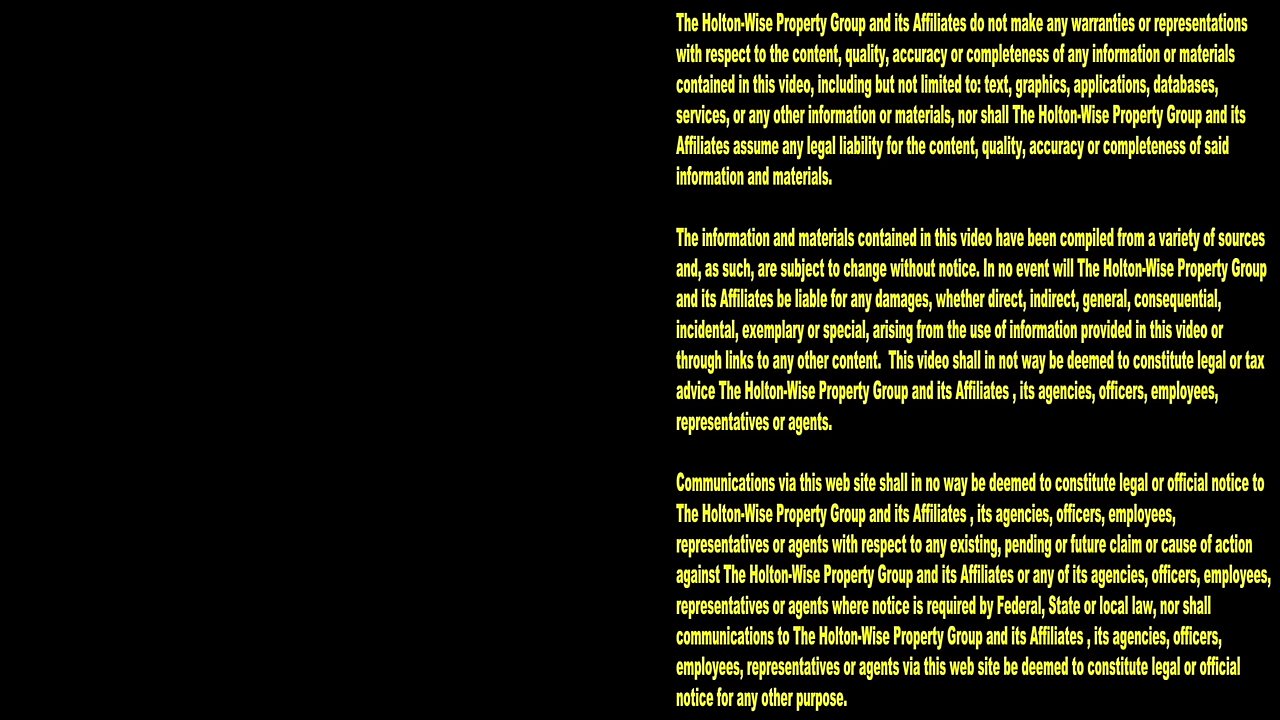 The Holton-Wise Property Group and its Affiliates do not make any warranties or representations
with respect to the content, quality, accuracy or completeness of any information or materials
contained in this video, including but not limited to: text, graphics, applications, databases,
services, or any other information or materials, nor shall The Holton-Wise Property Group and its
Affiliates assume any legal liability for the content, quality, accuracy or completeness of said
information and materials.
The information and materials contained in this video have been compiled from a variety of sources
and, as such, are subject to change without notice. In no event will The Holton-Wise Property Group
and its Affiliates be liable for any damages, whether direct, indirect, general, consequential,
incidental, exemplary or special, arising from the use of information provided in this video or
through links to any other content.  This video shall in not way be deemed to constitute legal or tax
advice The Holton-Wise Property Group and its Affiliates , its agencies, officers, employees,
representatives or agents.
Communications via this web site shall in no way be deemed to constitute legal or official notice to
The Holton-Wise Property Group and its Affiliates , its agencies, officers, employees,
representatives or agents with respect to any existing, pending or future claim or cause of action
against The Holton-Wise Property Group and its Affiliates or any of its agencies, officers, employees,
representatives or agents where notice is required by Federal, State or local law, nor shall
communications to The Holton-Wise Property Group and its Affiliates , its agencies, officers,
employees, representatives or agents via this web site be deemed to constitute legal or official
notice for any other purpose.